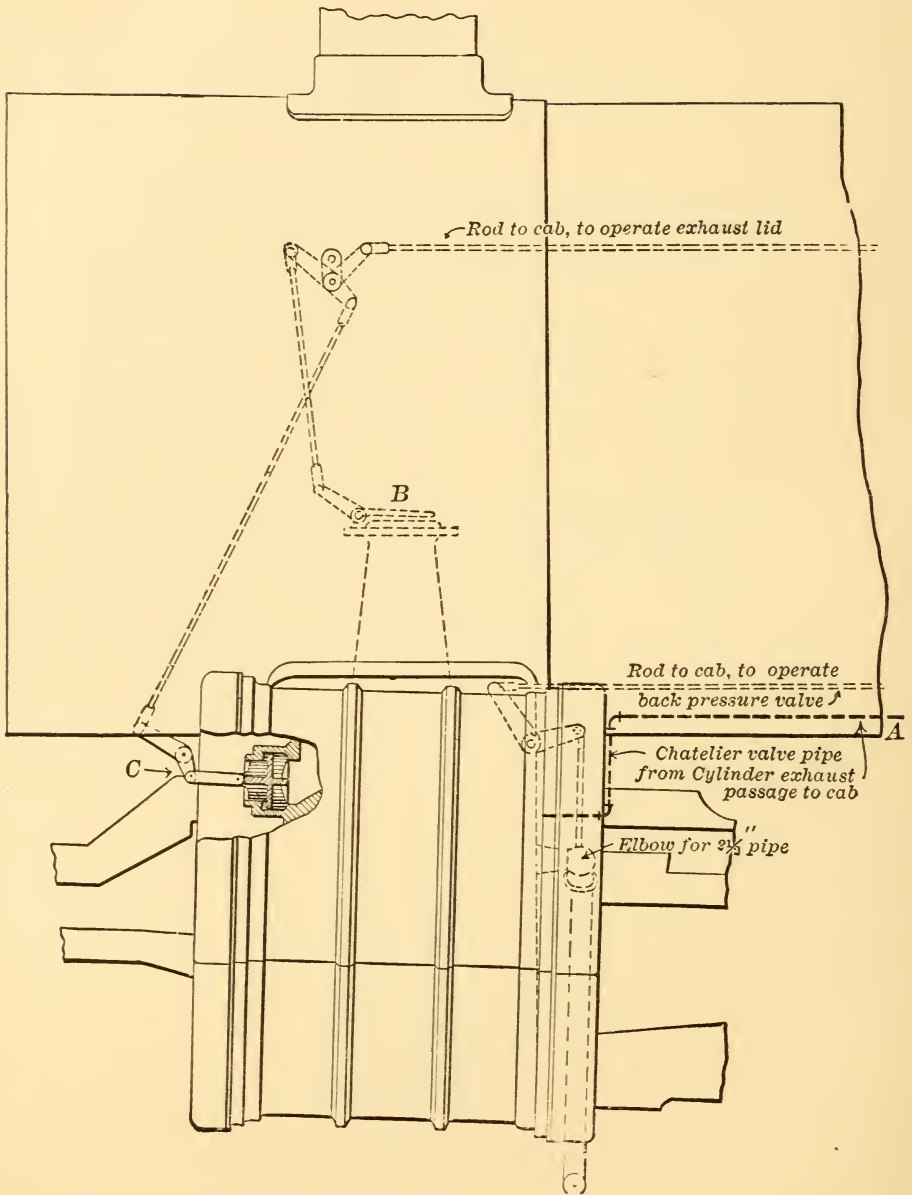 Rod to cab, to operate exhaust lid
B
Rod to cab, to operate
back pressure valve
A
C
Chatelier valve pipe
from Cylinder exhaust
passage to cab
Elbow for 2½" pipe